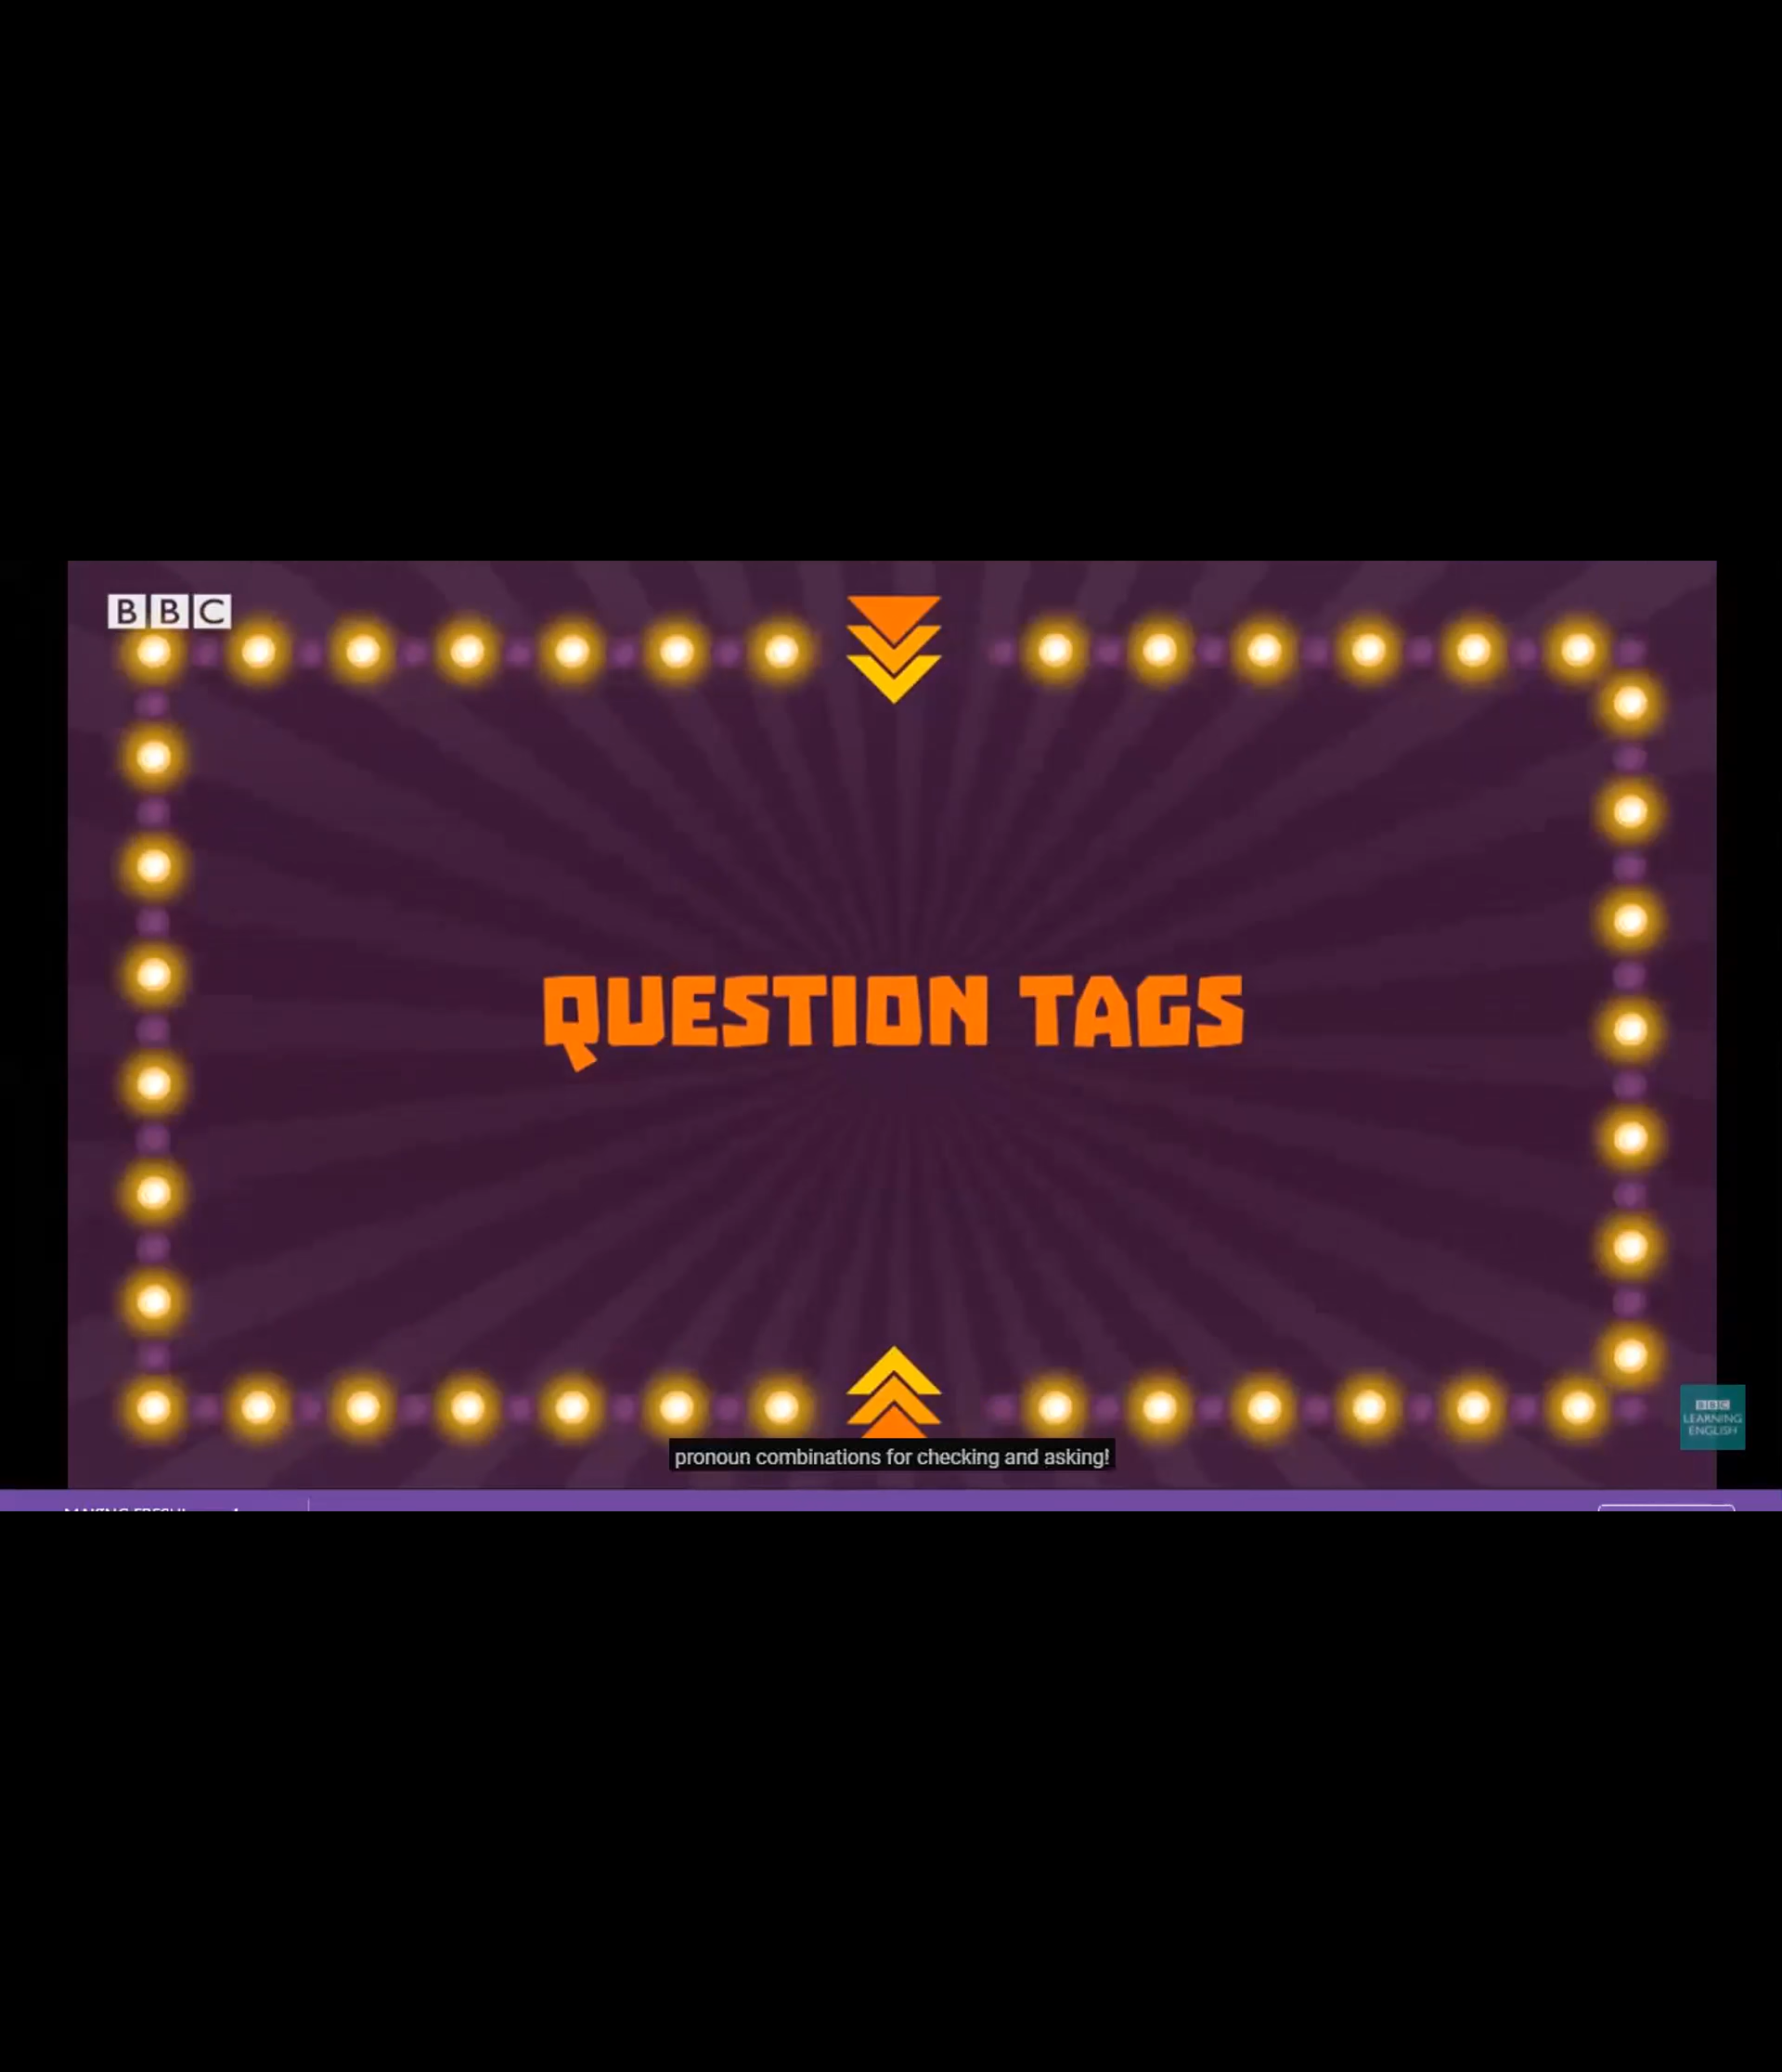 BBC
QUESTION TAGS
BBC
LEARNING
ENGLISH
pronoun combinations for checking and asking!